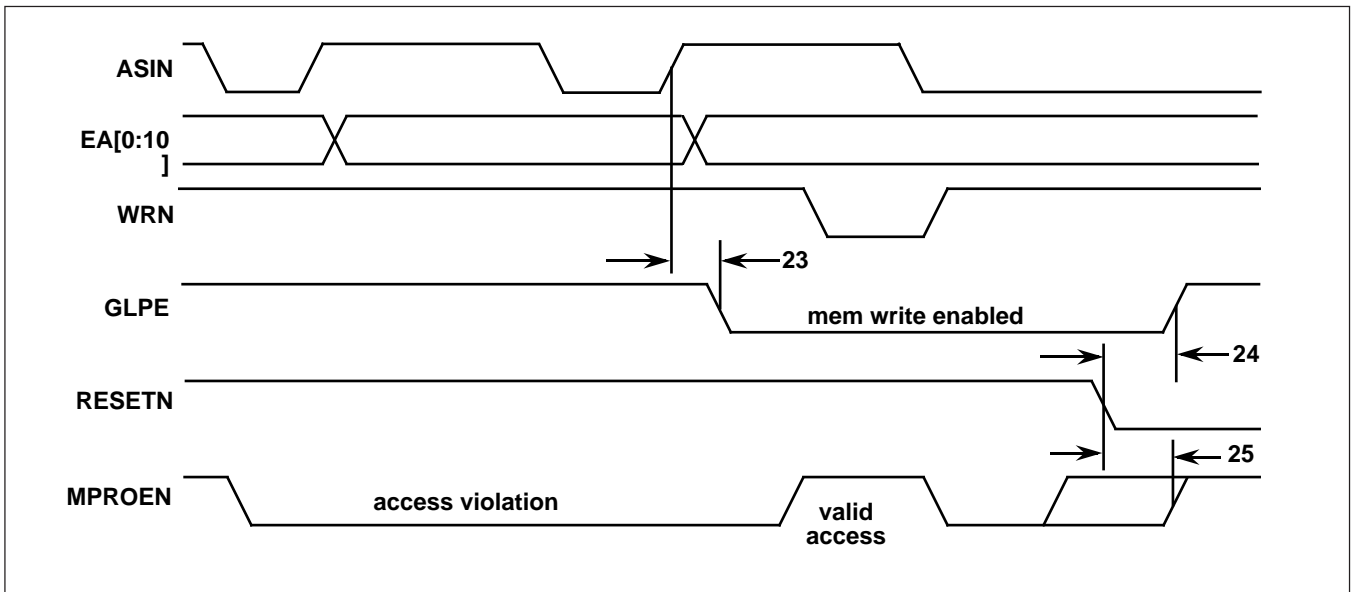 ASIN
EA[0:10
]
WRN
23
GLPE
mem write enabled
24
RESETN
25
MPROEN
access violation
valid
access